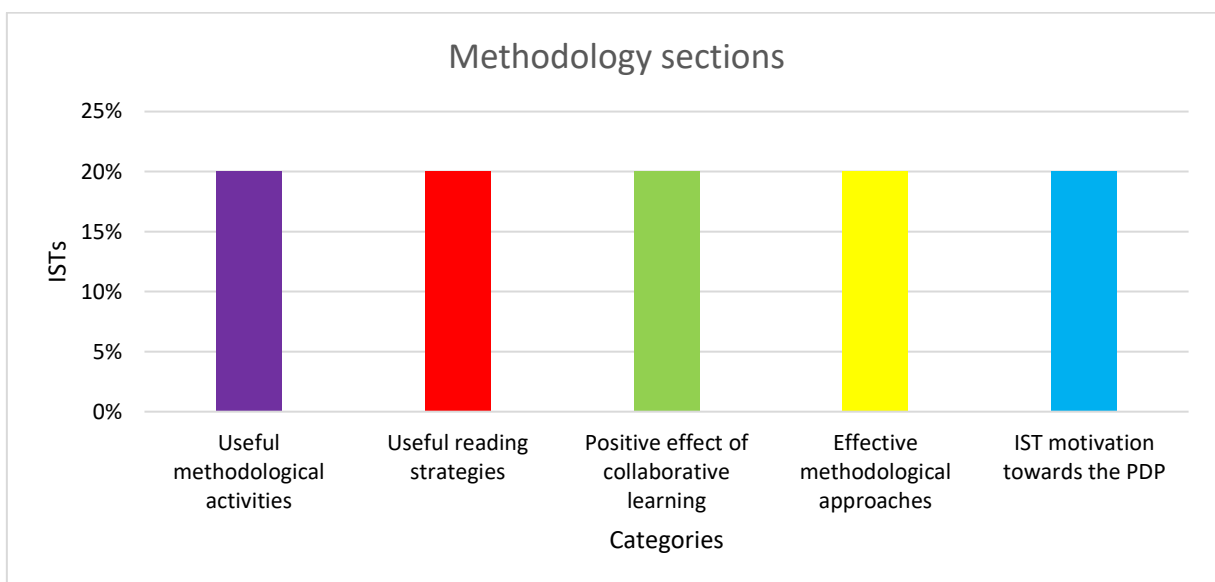 Methodology sections
25%
20%
15%
10%
5%
0%
ISTs
Useful
methodological
activities
Useful reading
strategies
Positive effect of
collaborative
learning
Effective
methodological
approaches
IST motivation
towards the PDP
Categories